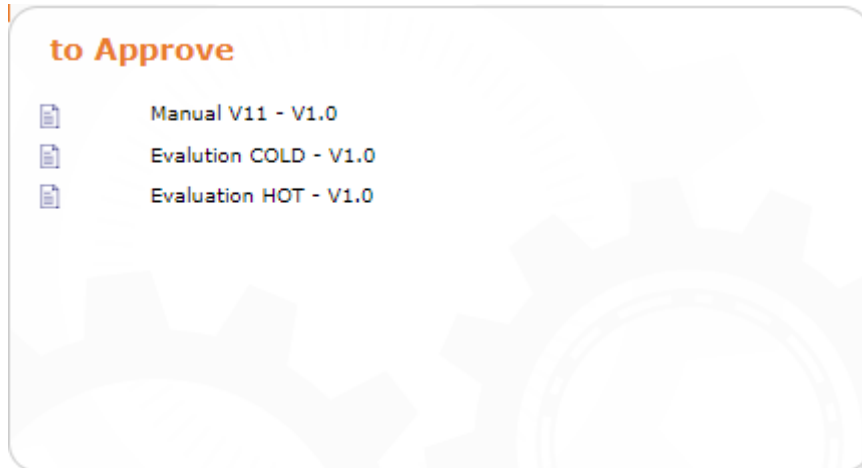 to Approve
Manual V11 - V1.0
Evalution COLD - V1.0
Evaluation HOT - V1.0